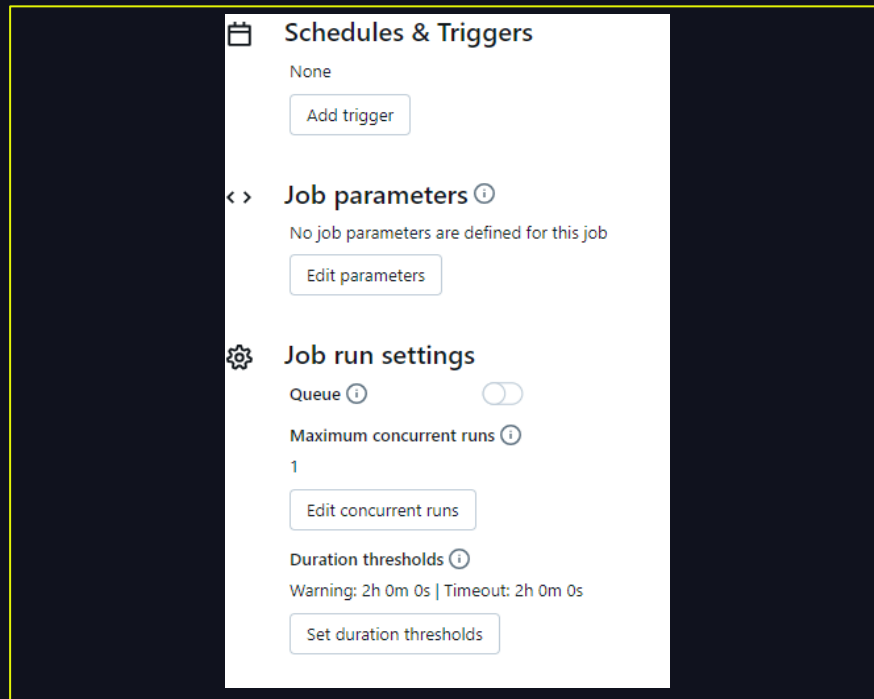 Schedules & Triggers
None
Add trigger
Job parameters
No job parameters are defined for this job
Edit parameters
Job run settings
Queue
Maximum concurrent runs
1
Edit concurrent runs
Duration thresholds
Warning: 2h 0m 0s | Timeout: 2h 0m 0s
Set duration thresholds